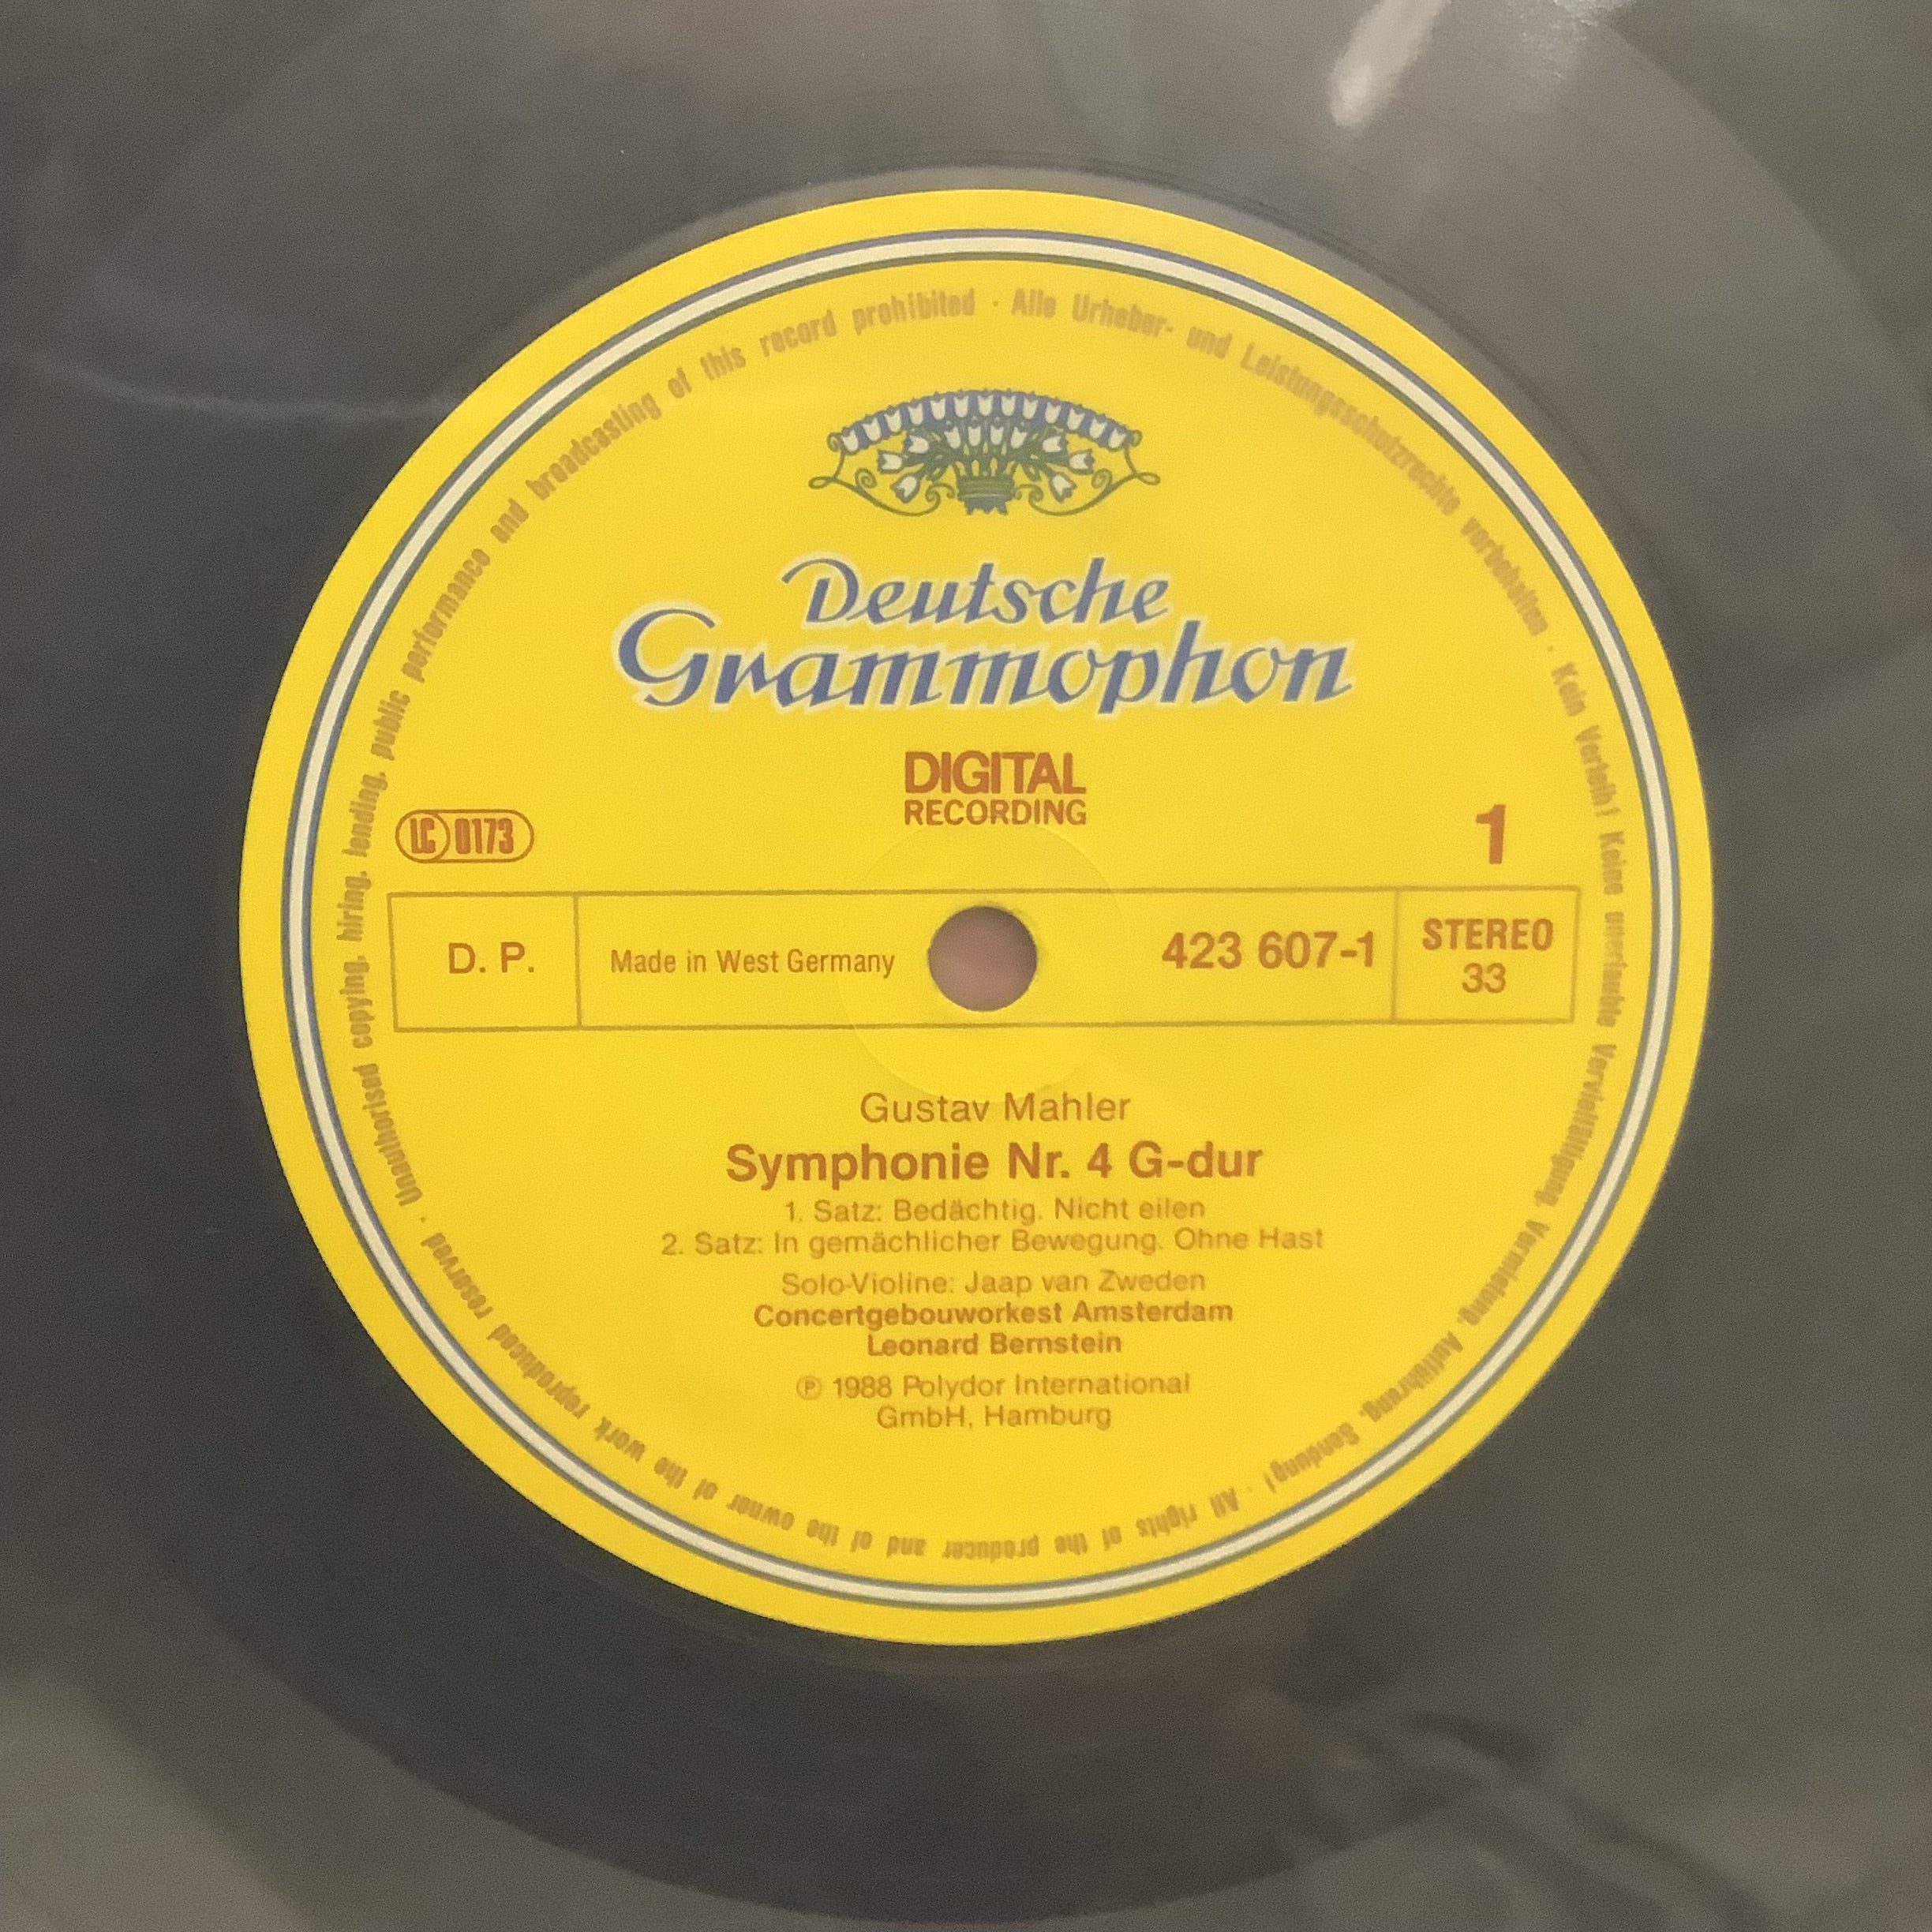 Deutsche
Grammophon
DIGITAL
RECORDING
LC 0173
1
D. P.
Made in West Germany
423 607-1
STEREO
33
Gustav Mahler
Symphonie Nr. 4 G-dur
1. Satz: Bedächtig. Nicht eilen
2. Satz: In gemächlicher Bewegung. Ohne Hast
Solo-Violine: Jaap van Zweden
Concertgebouworkest Amsterdam
Leonard Bernstein
℗ 1988 Polydor International
GmbH, Hamburg
Alle Urheber- und Leistungsschutzrechte vorbehalten · Kein Verleih! Keine unerlaubte Vervielfältigung, Vermietung, Aufführung, Sendung! · All rights of the producer and of the owner of the work reproduced reserved · Unauthorised copying, hiring, lending, public performance and broadcasting of this record prohibited ·